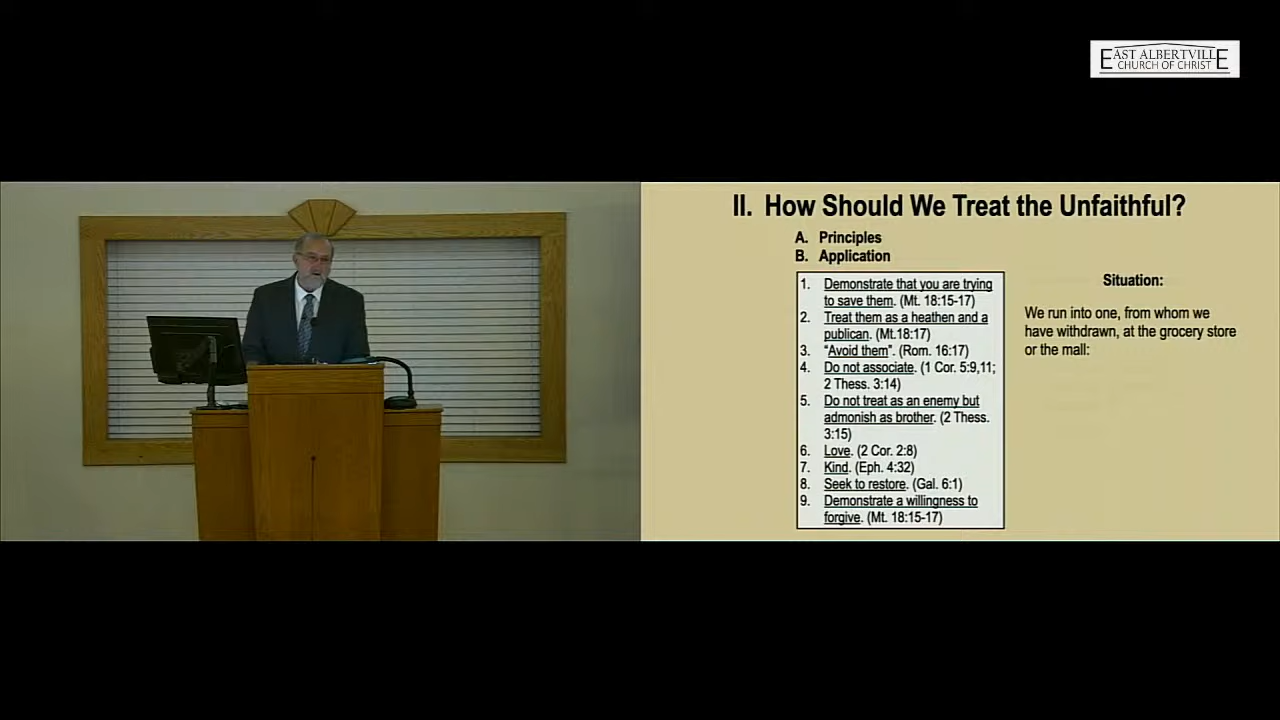 EAST ALBERTVILLE
CHURCH OF CHRIST
II. How Should We Treat the Unfaithful?
A. Principles
B. Application
1. Demonstrate that you are trying
to save them. (Mt. 18:15-17)
2. Treat them as a heathen and a
publican. (Mt.18:17)
3. “Avoid them”. (Rom. 16:17)
4. Do not associate. (1 Cor. 5:9,11;
2 Thess. 3:14)
5. Do not treat as an enemy but
admonish as brother. (2 Thess.
3:15)
6. Love. (2 Cor. 2:8)
7. Kind. (Eph. 4:32)
8. Seek to restore. (Gal. 6:1)
9. Demonstrate a willingness to
forgive. (Mt. 18:15-17)
Situation:
We run into one, from whom we
have withdrawn, at the grocery store
or the mall: